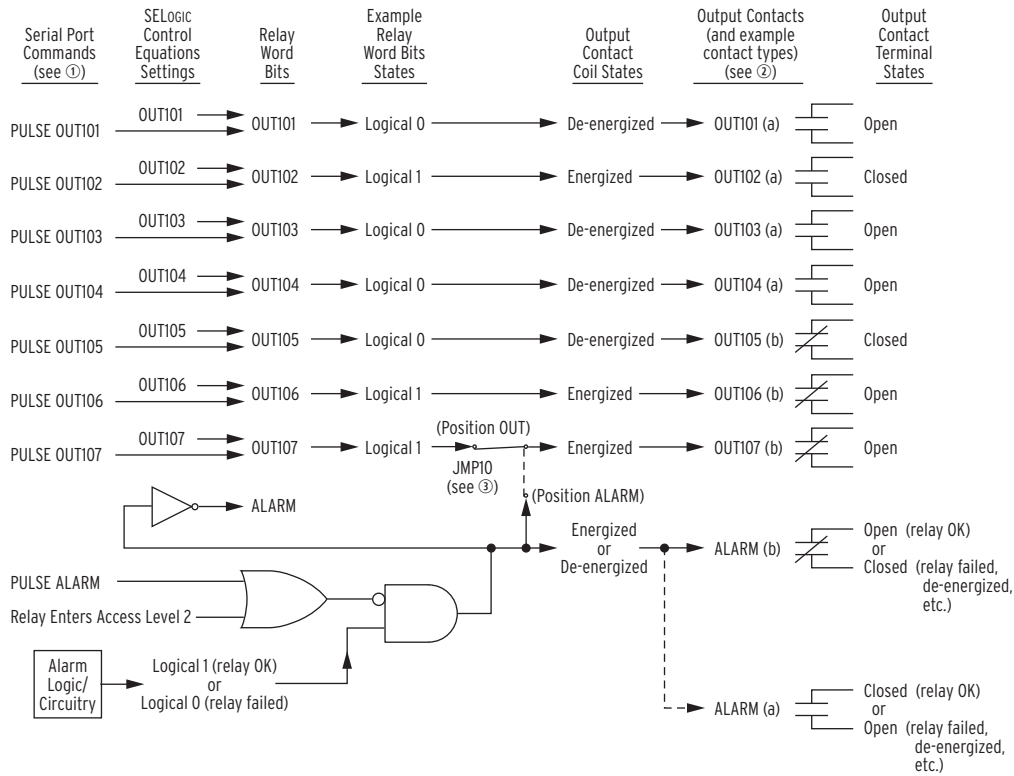 Serial Port
Commands
(see ①)
SELOGIC
Control
Equations
Settings
Relay
Word
Bits
Example
Relay
Word Bits
States
Output
Contact
Coil States
Output Contacts
(and example
contact types)
(see ②)
Output
Contact
Terminal
States
PULSE OUT101
OUT101
OUT101
Logical 0
De-energized
OUT101 (a)
Open
PULSE OUT102
OUT102
OUT102
Logical 1
Energized
OUT102 (a)
Closed
PULSE OUT103
OUT103
OUT103
Logical 0
De-energized
OUT103 (a)
Open
PULSE OUT104
OUT104
OUT104
Logical 0
De-energized
OUT104 (a)
Open
PULSE OUT105
OUT105
OUT105
Logical 0
De-energized
OUT105 (b)
Closed
PULSE OUT106
OUT106
OUT106
Logical 1
Energized
OUT106 (b)
Open
PULSE OUT107
OUT107
OUT107
Logical 1
(Position OUT)
JMP10
(see ③)
Energized
OUT107 (b)
Open
(Position ALARM)
ALARM
Energized
or
De-energized
ALARM (b)
Open (relay OK)
or
Closed (relay failed,
de-energized,
etc.)
PULSE ALARM
Relay Enters Access Level 2
Alarm
Logic/
Circuitry
Logical 1 (relay OK)
or
Logical 0 (relay failed)
ALARM (a)
Closed (relay OK)
or
Open (relay failed,
de-energized,
etc.)